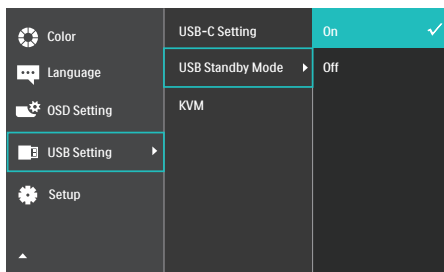 Color
Language
OSD Setting
USB Setting
Setup
USB-C Setting
USB Standby Mode
KVM
On
Off